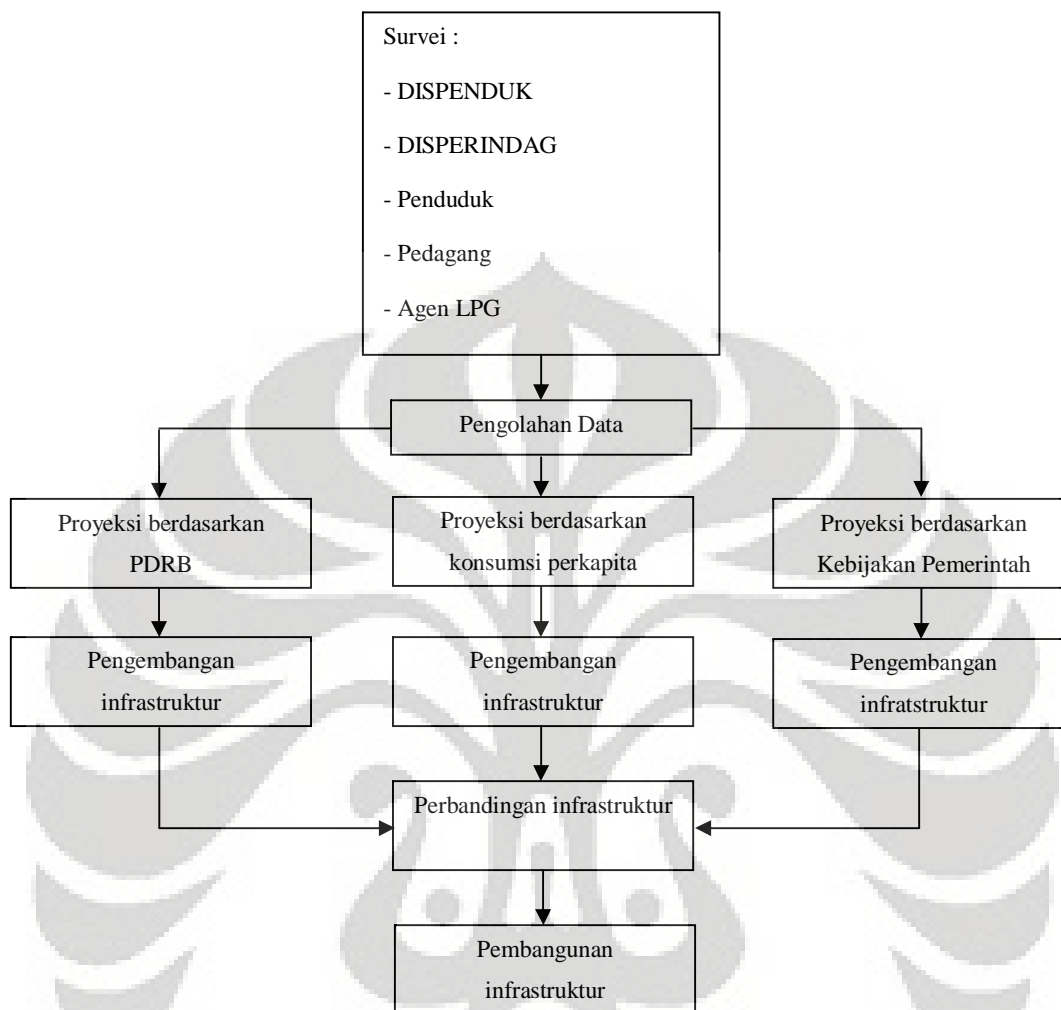 Survei :
- DISPENDUK
- DISPERINDAG
- Penduduk
- Pedagang
- Agen LPG
Pengolahan Data
Proyeksi berdasarkan
PDRB
Proyeksi berdasarkan
konsumsi perkapita
Proyeksi berdasarkan
Kebijakan Pemerintah
Pengembangan
infrastruktur
Pengembangan
infrastruktur
Pengembangan
infratstruktur
Perbandingan infrastruktur
Pembangunan
infrastruktur